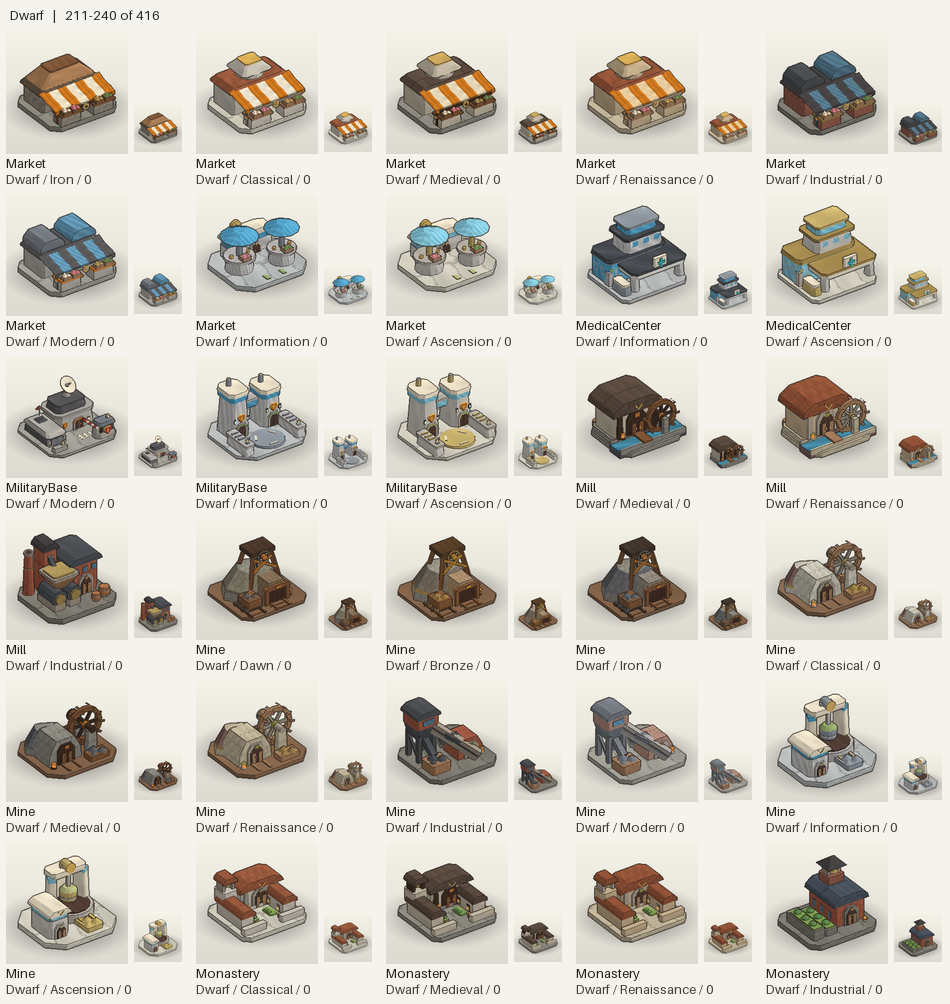 Dwarf | 211-240 of 416
Market
Dwarf / Iron / 0
Market
Dwarf / Classical / 0
Market
Dwarf / Medieval / 0
Market
Dwarf / Renaissance / 0
Market
Dwarf / Industrial / 0
Market
Dwarf / Modern / 0
Market
Dwarf / Information / 0
Market
Dwarf / Ascension / 0
MedicalCenter
Dwarf / Information / 0
MedicalCenter
Dwarf / Ascension / 0
MilitaryBase
Dwarf / Modern / 0
MilitaryBase
Dwarf / Information / 0
MilitaryBase
Dwarf / Ascension / 0
Mill
Dwarf / Medieval / 0
Mill
Dwarf / Renaissance / 0
Mill
Dwarf / Industrial / 0
Mine
Dwarf / Dawn / 0
Mine
Dwarf / Bronze / 0
Mine
Dwarf / Iron / 0
Mine
Dwarf / Classical / 0
Mine
Dwarf / Medieval / 0
Mine
Dwarf / Renaissance / 0
Mine
Dwarf / Industrial / 0
Mine
Dwarf / Modern / 0
Mine
Dwarf / Information / 0
Mine
Dwarf / Ascension / 0
Monastery
Dwarf / Classical / 0
Monastery
Dwarf / Medieval / 0
Monastery
Dwarf / Renaissance / 0
Monastery
Dwarf / Industrial / 0